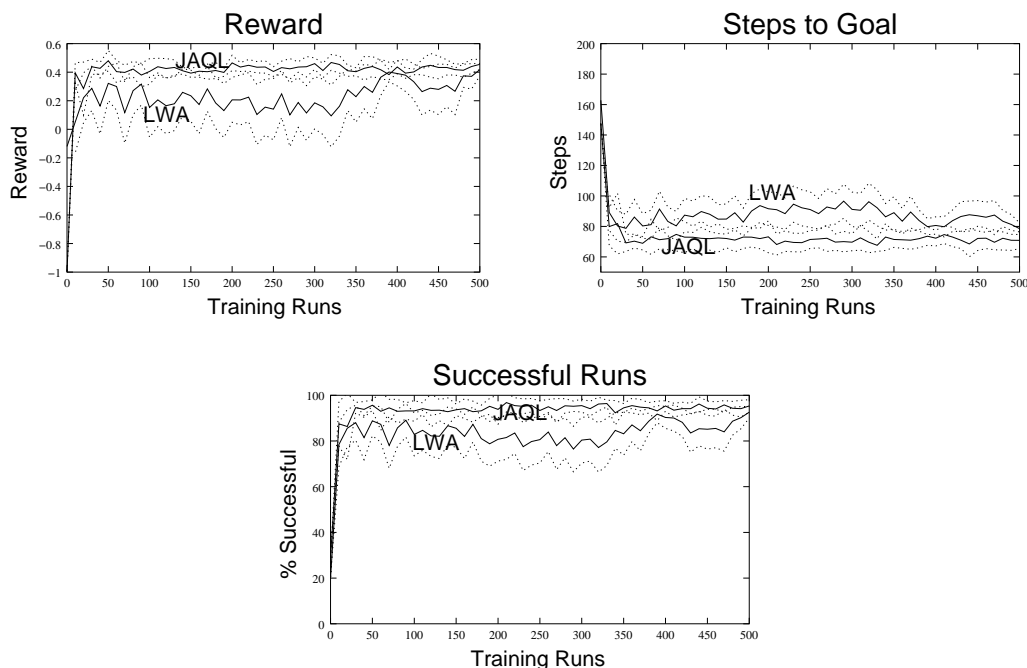 Reward
0.6
0.4
0.2
0
−0.2
−0.4
−0.6
−0.8
−1
Reward
JAQL
LWA
0 50 100 150 200 250 300 350 400 450 500
Training Runs
Steps to Goal
200
180
160
140
120
100
80
60
Steps
LWA
JAQL
0 50 100 150 200 250 300 350 400 450 500
Training Runs
Successful Runs
100
80
60
40
20
0
% Successful
JAQL
LWA
0 50 100 150 200 250 300 350 400 450 500
Training Runs